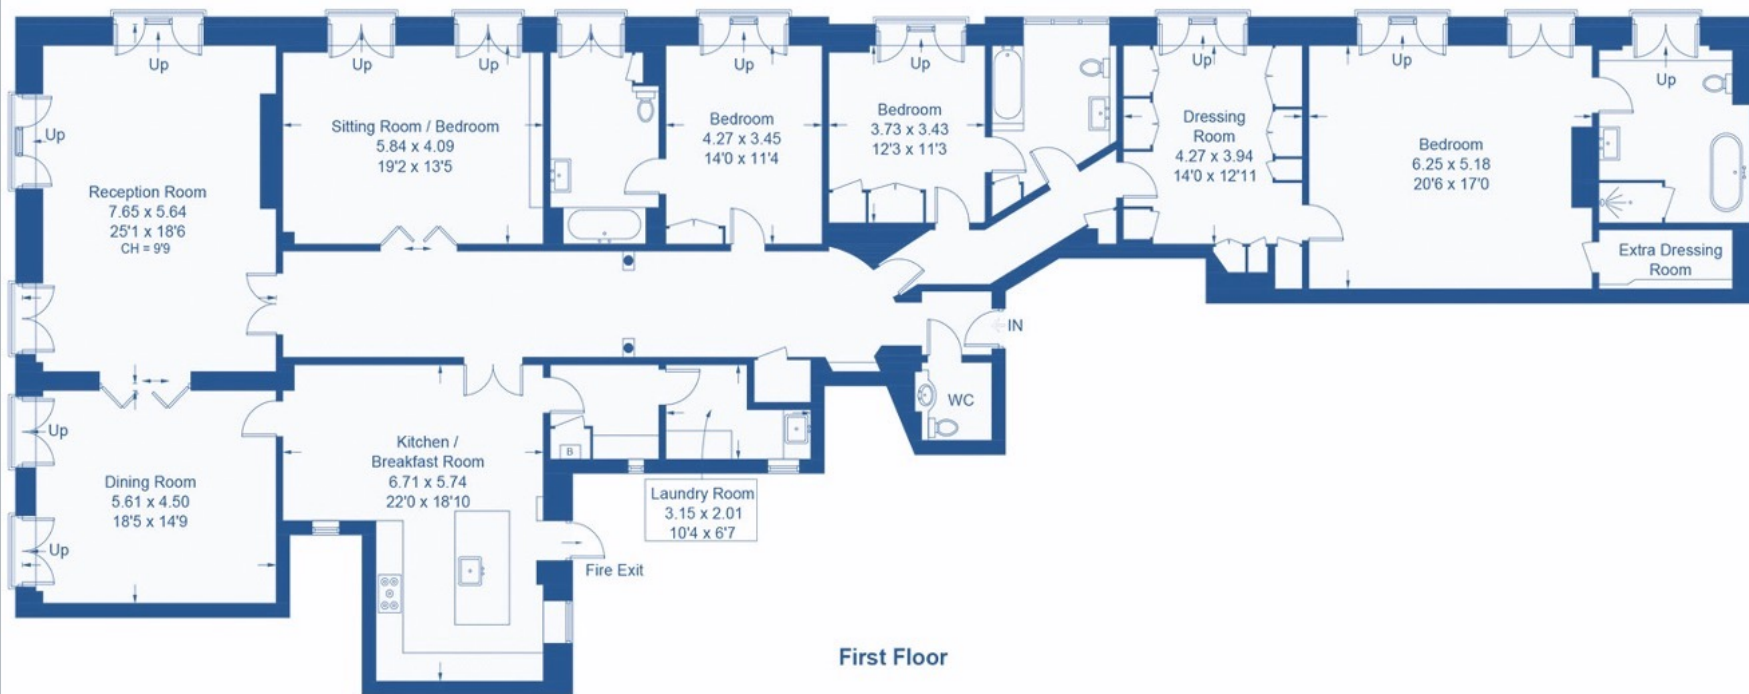 Up
Up
Up
Up
Up
Up
Up
Up
Up
Reception Room
7.65 x 5.64
25'1 x 18'6
CH = 9'9
Sitting Room / Bedroom
5.84 x 4.09
19'2 x 13'5
Bedroom
4.27 x 3.45
14'0 x 11'4
Bedroom
3.73 x 3.43
12'3 x 11'3
Dressing
Room
4.27 x 3.94
14'0 x 12'11
Bedroom
6.25 x 5.18
20'6 x 17'0
Extra Dressing
Room
IN
WC
Up
Dining Room
5.61 x 4.50
18'5 x 14'9
Up
Kitchen /
Breakfast Room
6.71 x 5.74
22'0 x 18'10
B
Laundry Room
3.15 x 2.01
10'4 x 6'7
Fire Exit
First Floor